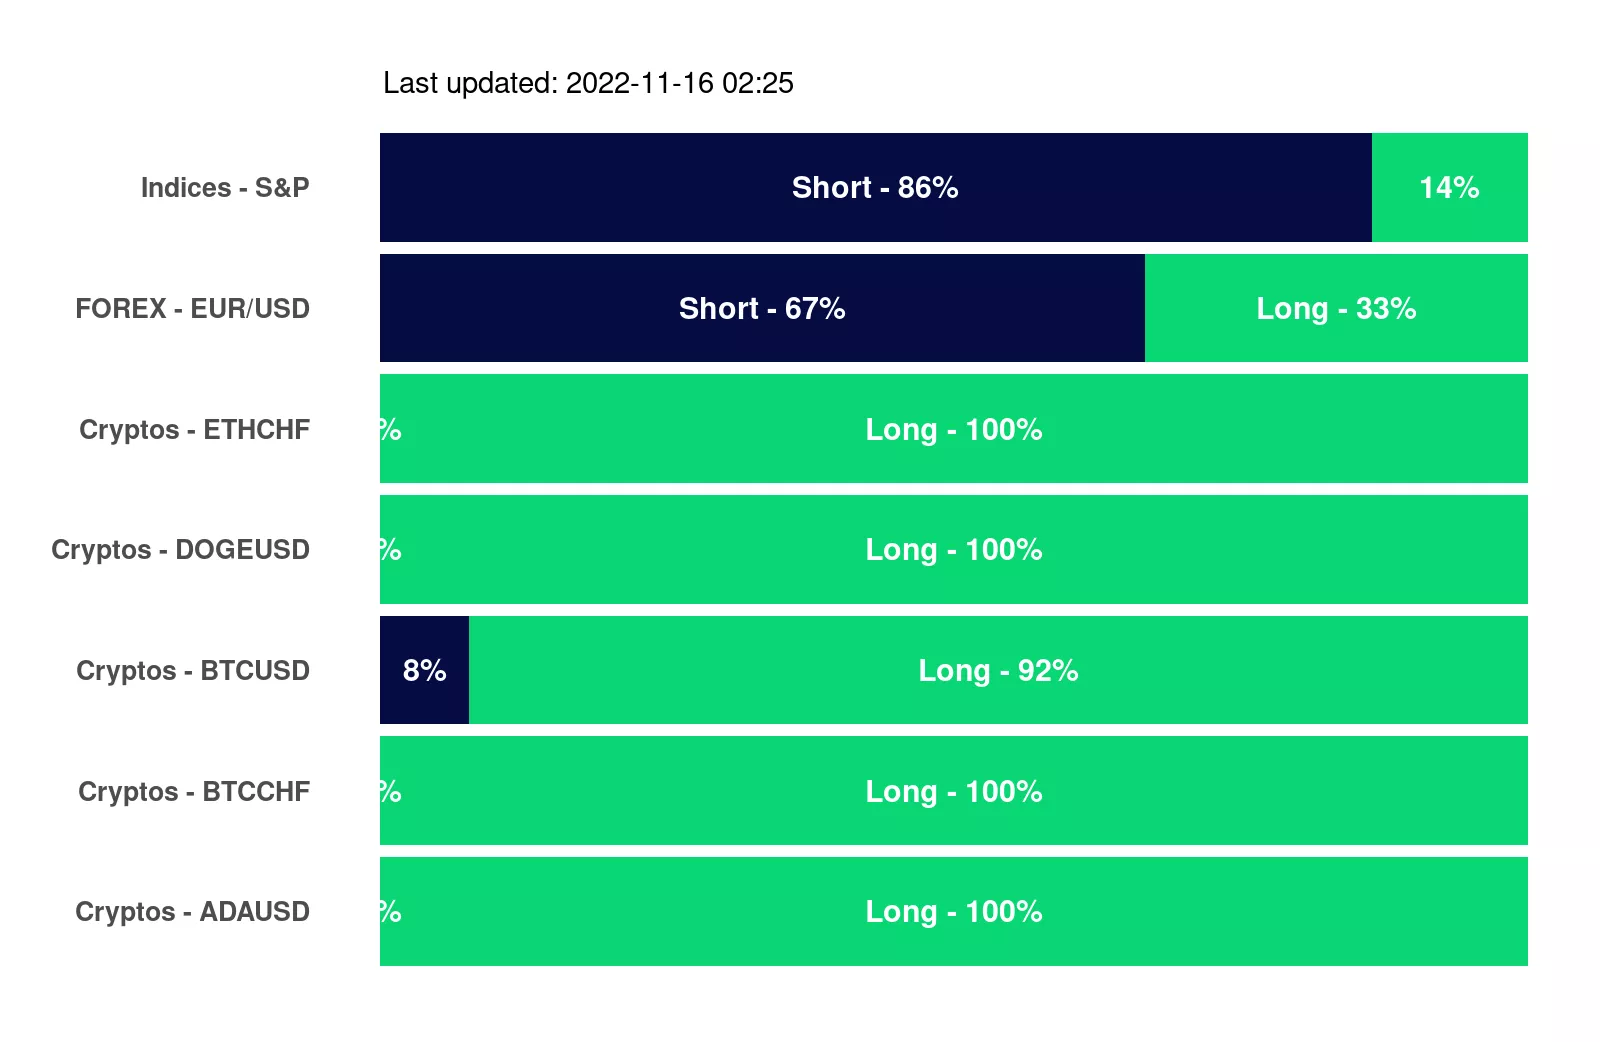 Last updated: 2022-11-16 02:25
Indices - S&P Short - 86% 14%
FOREX - EUR/USD Short - 67% Long - 33%
Cryptos - ETHCHF % Long - 100%
Cryptos - DOGEUSD % Long - 100%
Cryptos - BTCUSD 8% Long - 92%
Cryptos - BTCCHF % Long - 100%
Cryptos - ADAUSD % Long - 100%